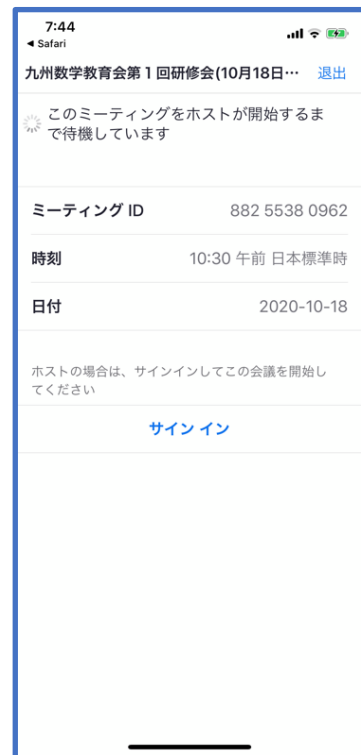 7:44
◀ Safari
九州数学教育会第1回研修会(10月18日… 退出
このミーティングをホストが開始するま
で待機しています
ミーティング ID 882 5538 0962
時刻 10:30 午前 日本標準時
日付 2020-10-18
ホストの場合は、サインインしてこの会議を開始し
てください
サイン イン